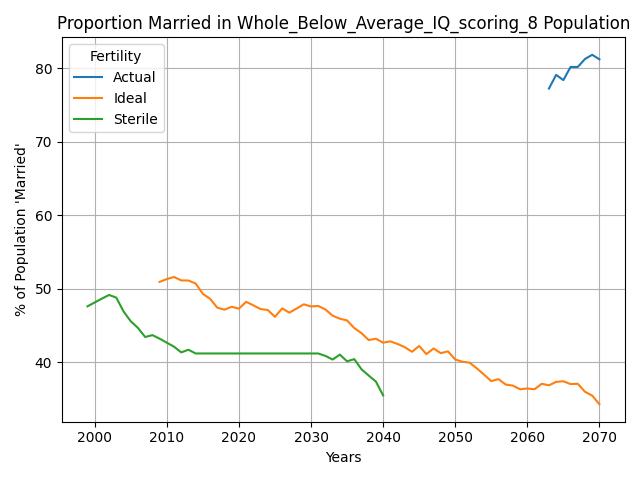 Proportion Married in Whole_Below_Average_IQ_scoring_8 Population
Fertility
Actual
Ideal
Sterile
% of Population 'Married'
80
70
60
50
40
2000 2010 2020 2030 2040 2050 2060 2070
Years